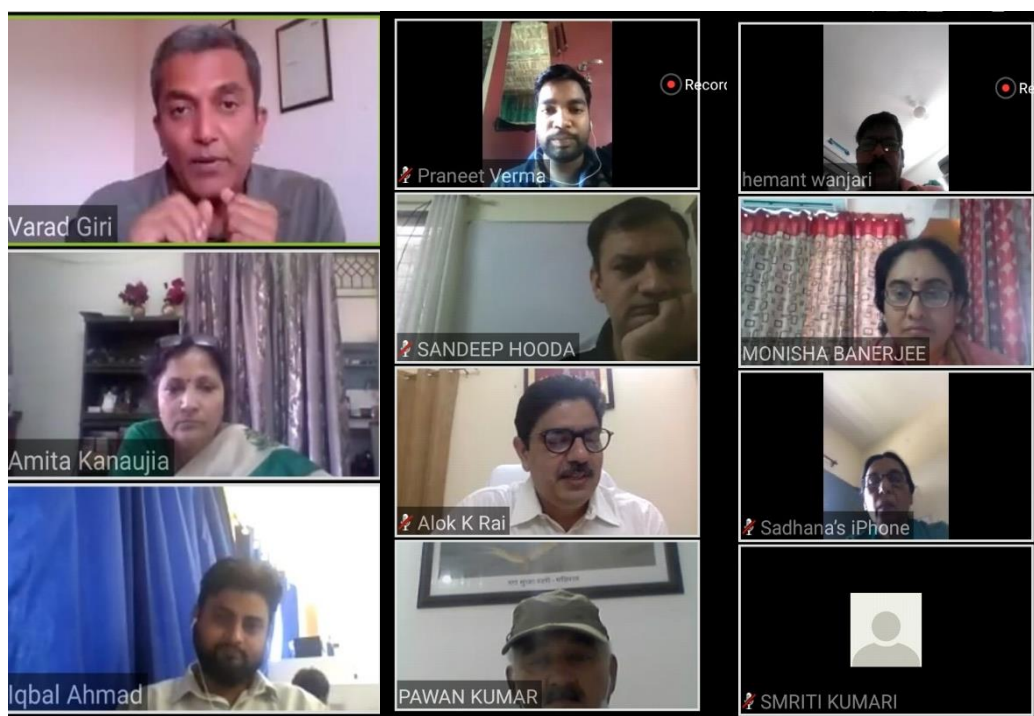 Varad Giri
Amita Kanaujia
Iqbal Ahmad
Record
Praneet Verma
SANDEEP HOODA
Alok K Rai
PAWAN KUMAR
Re
hemant wanjari
MONISHA BANERJEE
Sadhana's iPhone
SMRITI KUMARI